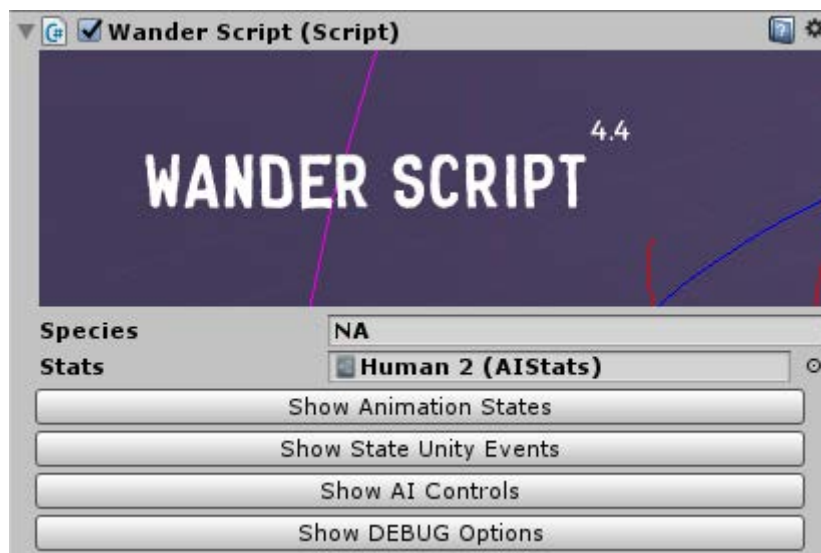 Wander Script (Script)
4.4
WANDER SCRIPT
Species NA
Stats Human 2 (AIStats)
Show Animation States
Show State Unity Events
Show AI Controls
Show DEBUG Options